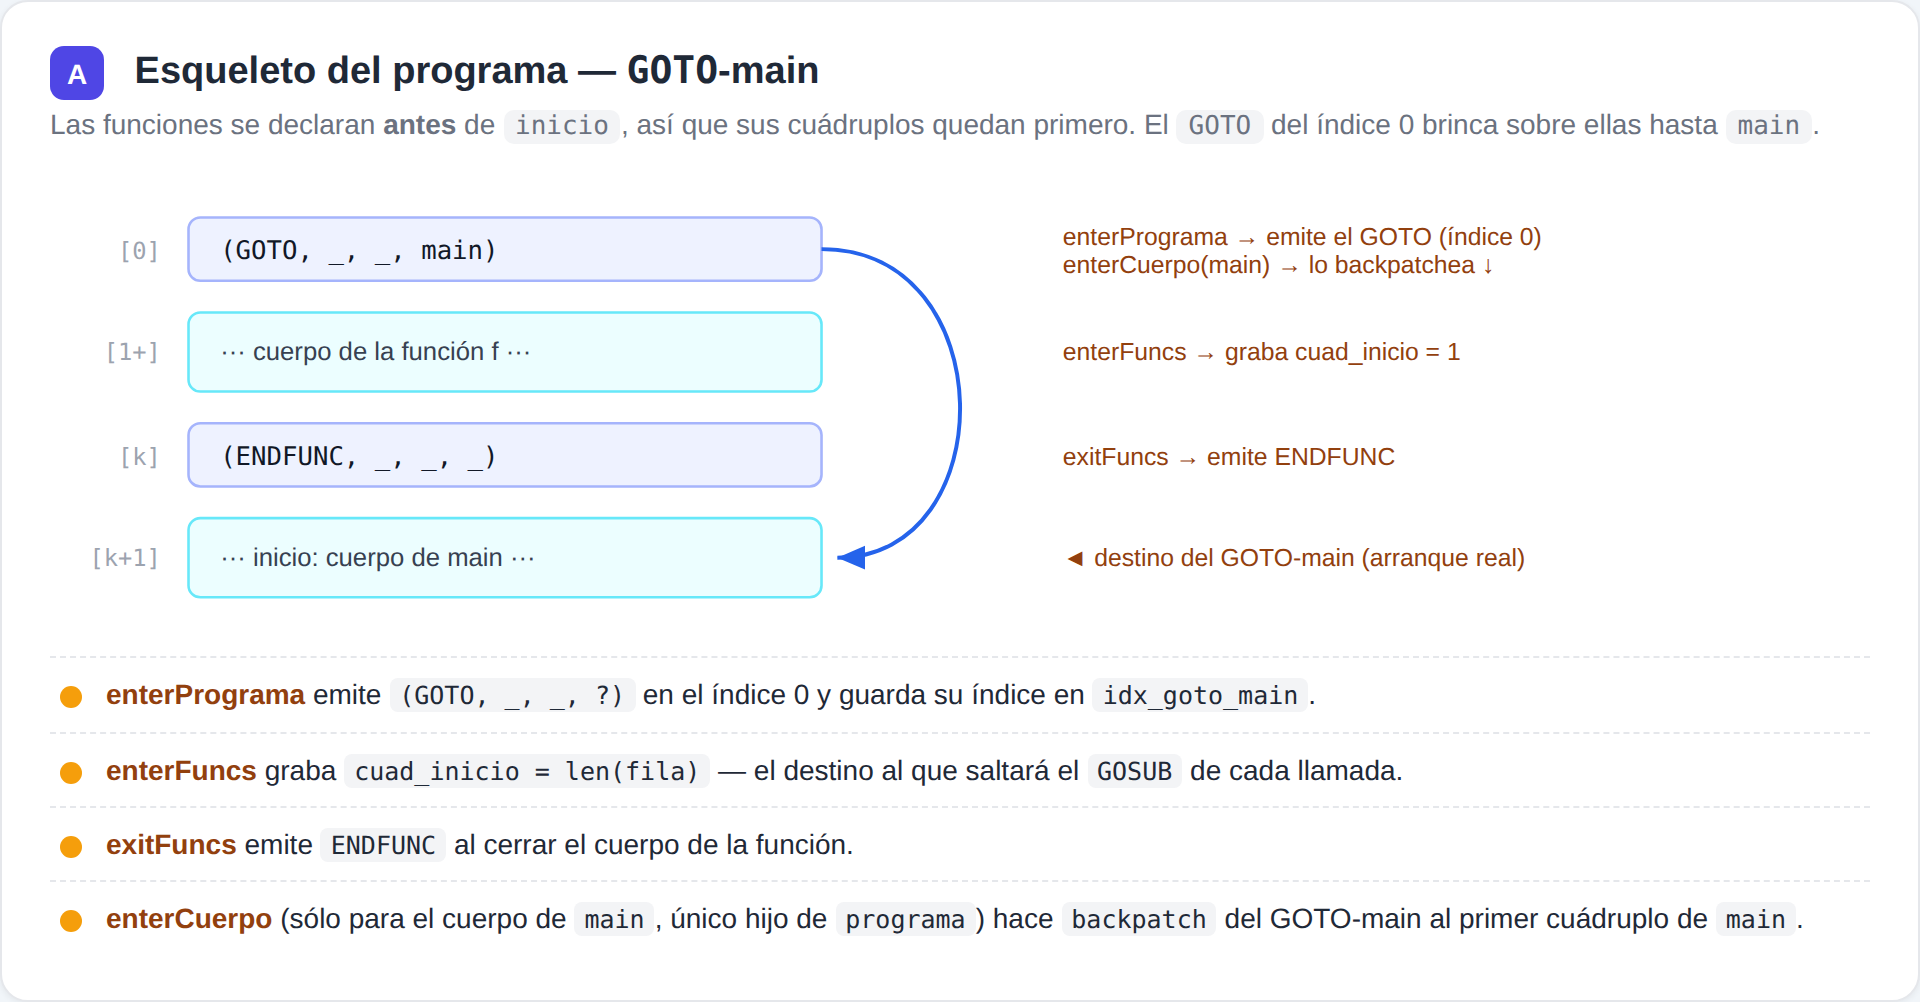 A Esqueleto del programa — GOTO-main
Las funciones se declaran antes de inicio, así que sus cuádruplos quedan primero. El GOTO del índice 0 brinca sobre ellas hasta main.
[0] (GOTO, _, _, main) enterPrograma → emite el GOTO (índice 0)
enterCuerpo(main) → lo backpatchea ↓
[1+] ··· cuerpo de la función f ··· enterFuncs → graba cuad_inicio = 1
[k] (ENDFUNC, _, _, _) exitFuncs → emite ENDFUNC
[k+1] ··· inicio: cuerpo de main ··· ◄ destino del GOTO-main (arranque real)
enterPrograma emite (GOTO, _, _, ?) en el índice 0 y guarda su índice en idx_goto_main.
enterFuncs graba cuad_inicio = len(fila) — el destino al que saltará el GOSUB de cada llamada.
exitFuncs emite ENDFUNC al cerrar el cuerpo de la función.
enterCuerpo (sólo para el cuerpo de main, único hijo de programa) hace backpatch del GOTO-main al primer cuádruplo de main.